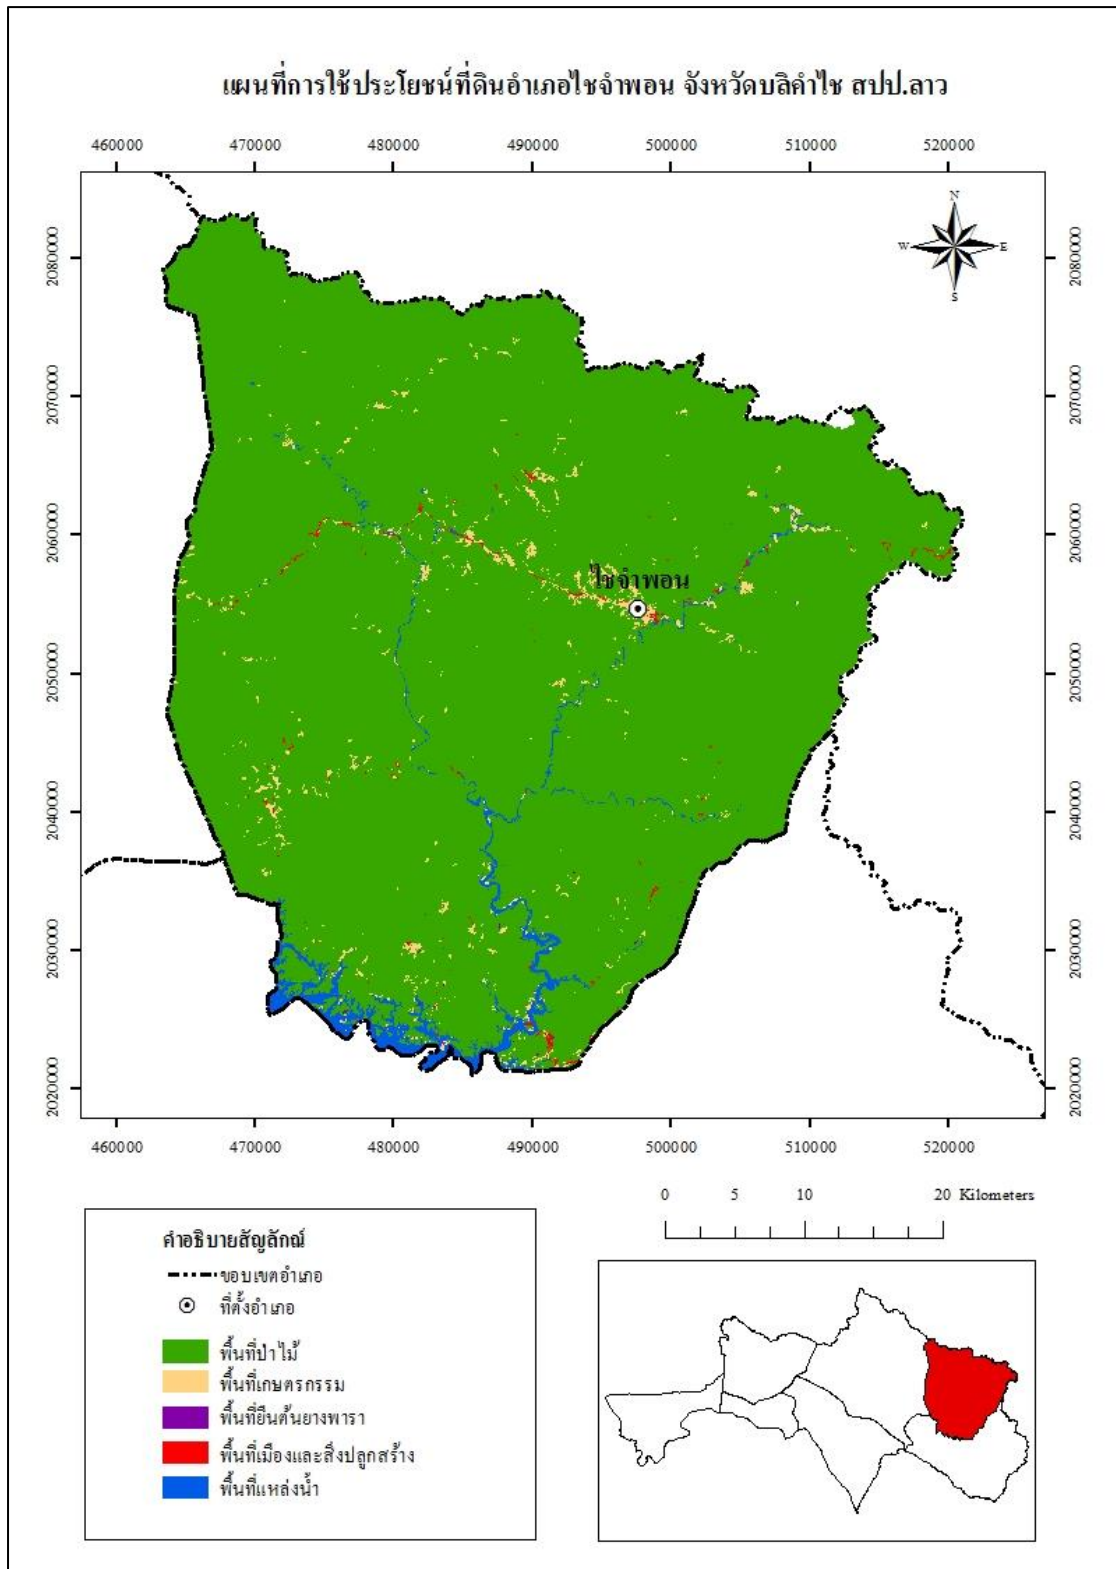 แผนที่การใช้ประโยชน์ที่ดินอำเภอไชจำพอน จังหวัดบลิคำไช สปป.ลาว
460000 470000 480000 490000 500000 510000 520000
N
W E
S
2080000 2080000
2070000 2070000
2060000 2060000
ไชจำพอน
2050000 2050000
2040000 2040000
2030000 2030000
2020000 2020000
460000 470000 480000 490000 500000 510000 520000
0 5 10 20 Kilometers
คำอธิบายสัญลักณ์
ขอบเขตอำเภอ
ที่ตั้งอำเภอ
พื้นที่ป่าไม้
พื้นที่เกษตรกรรม
พื้นที่ยืนต้นยางพารา
พื้นที่เมืองและสิ่งปลูกสร้าง
พื้นที่แหล่งน้ำ